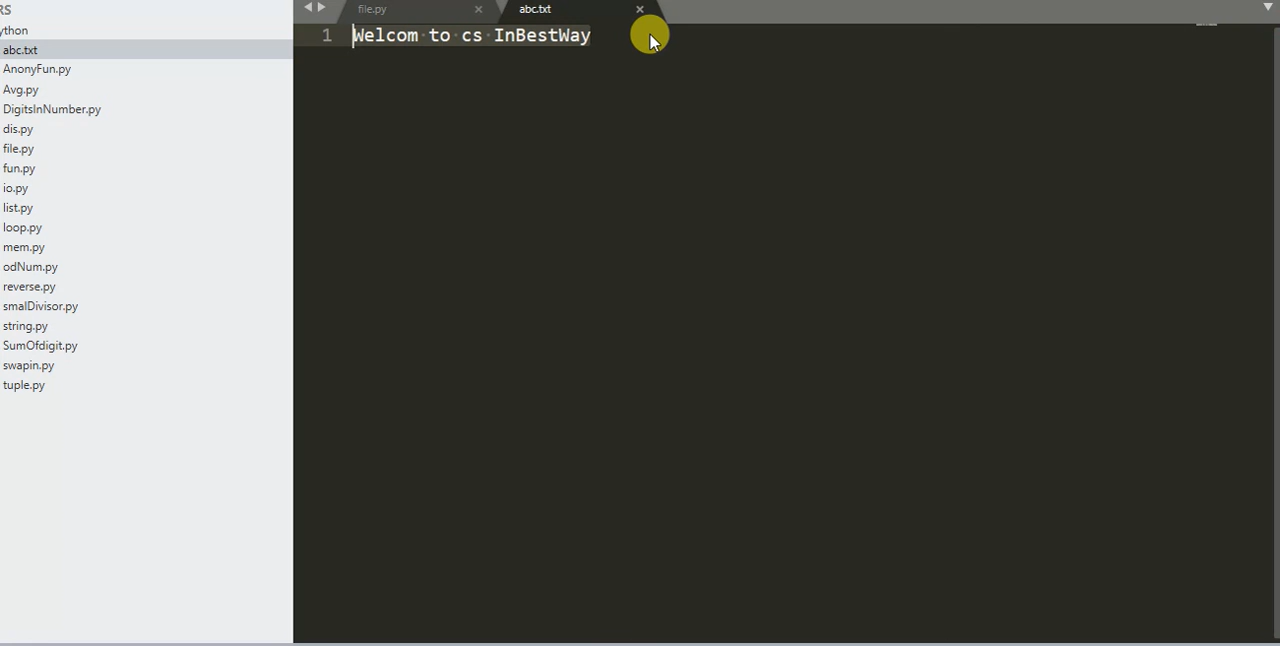 RS
ython
abc.txt
AnonyFun.py
Avg.py
DigitsInNumber.py
dis.py
file.py
fun.py
io.py
list.py
loop.py
mem.py
odNum.py
reverse.py
smalDivisor.py
string.py
SumOfdigit.py
swapin.py
tuple.py
file.py
abc.txt
1 Welcom to cs InBestWay